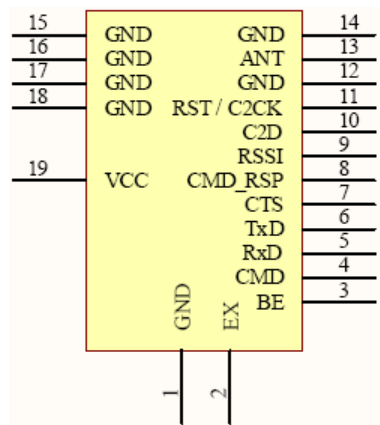 15 GND GND 14
16 GND ANT 13
17 GND GND 12
18 GND RST / C2CK 11
C2D 10
RSSI 9
19 VCC CMD_RSP 8
CTS 7
TxD 6
RxD 5
CMD 4
BE 3
GND EX
1 2